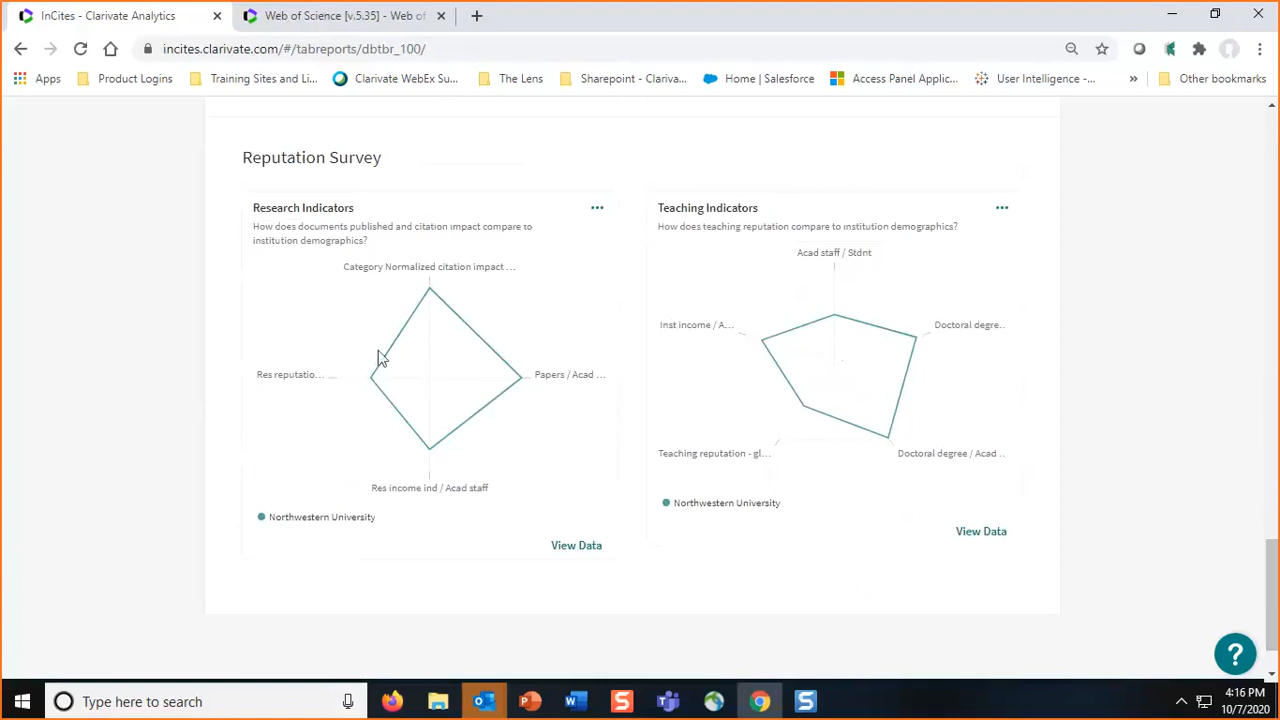 InCites - Clarivate Analytics
Web of Science [v.5.35] - Web of
incites.clarivate.com/#/tabreports/dbtbr_100/
Apps
Product Logins
Training Sites and Li...
Clarivate WebEx Su...
The Lens
Sharepoint - Clariva...
Home | Salesforce
Access Panel Applic...
User Intelligence -...
»
Other bookmarks
Reputation Survey
Research Indicators
How does documents published and citation impact compare to
institution demographics?
Category Normalized citation impact ...
Res reputatio...
Papers / Acad ...
Res income ind / Acad staff
Northwestern University
View Data
Teaching Indicators
How does teaching reputation compare to institution demographics?
Acad staff / Stdnt
Inst income / A...
Doctoral degre..
Teaching reputation - gl...
Doctoral degree / Acad ..
Northwestern University
View Data
?
Type here to search
4:16 PM
10/7/2020